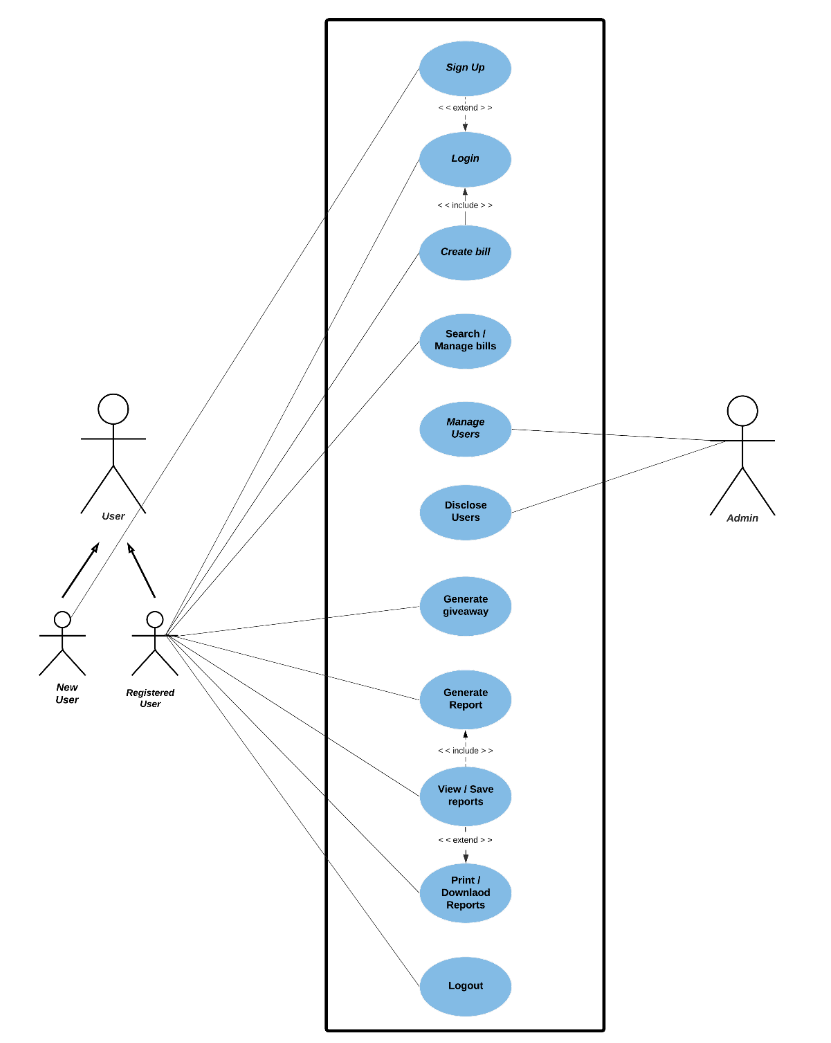 Sign Up
< < extend > >
Login
< < include > >
Create bill
Search /
Manage bills
Manage
Users
Disclose
Users
User
Admin
Generate
giveaway
New
User
Registered
User
Generate
Report
< < include > >
View / Save
reports
< < extend > >
Print /
Downlaod
Reports
Logout